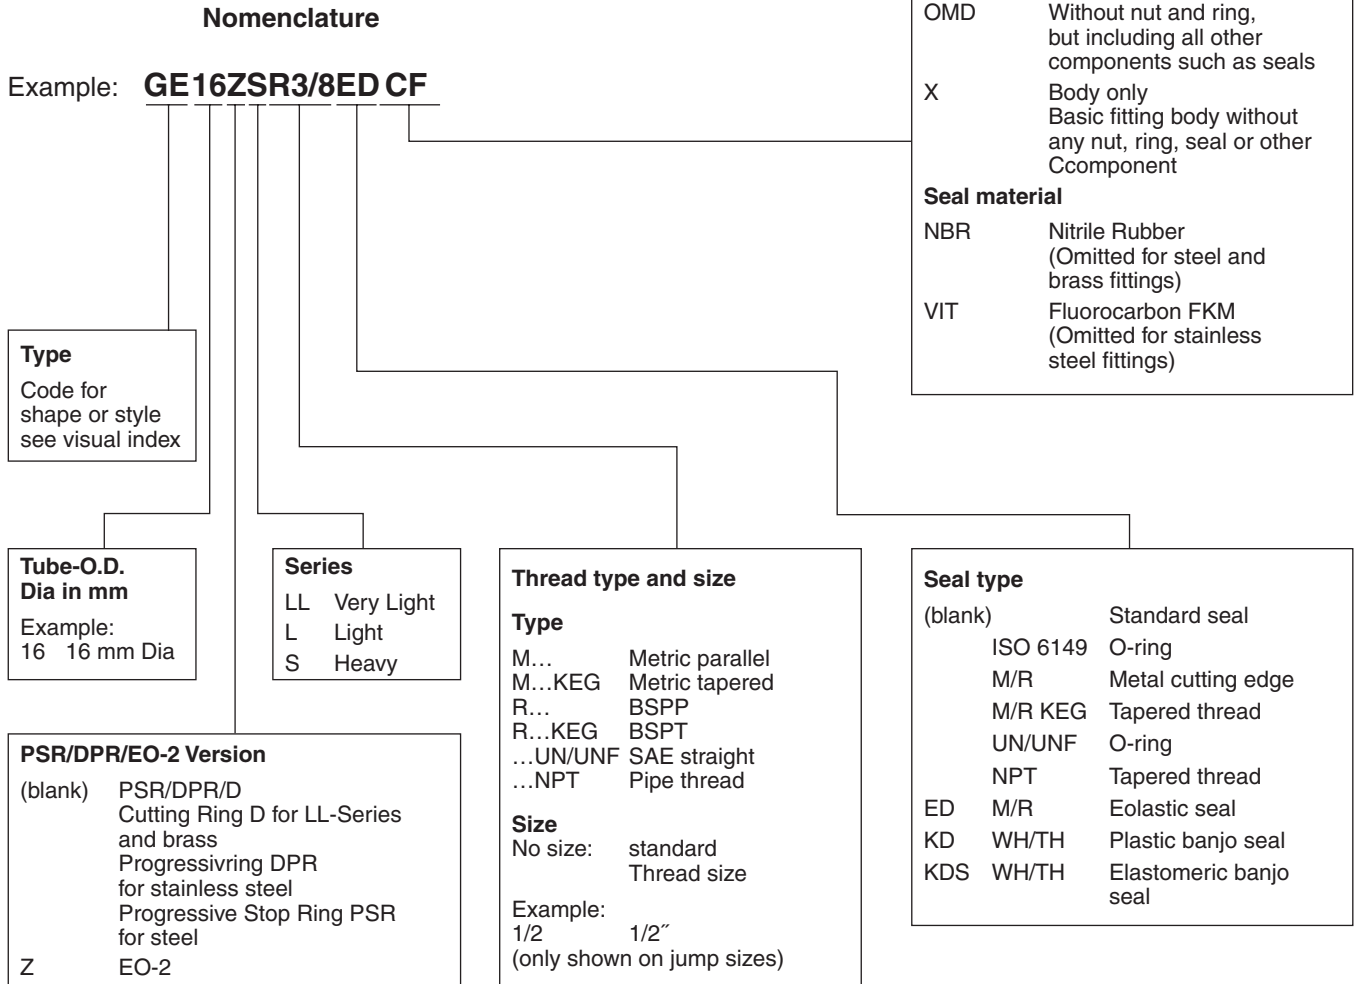 Nomenclature
Example: GE16ZSR3/8ED CF
OMD Without nut and ring,
but including all other
components such as seals
X Body only
Basic fitting body without
any nut, ring, seal or other
Ccomponent
Seal material
NBR Nitrile Rubber
(Omitted for steel and
brass fittings)
VIT Fluorocarbon FKM
(Omitted for stainless
steel fittings)
Type
Code for
shape or style
see visual index
Tube-O.D.
Dia in mm
Example:
16 16 mm Dia
Series
LL Very Light
L Light
S Heavy
PSR/DPR/EO-2 Version
(blank) PSR/DPR/D
Cutting Ring D for LL-Series
and brass
Progressivring DPR
for stainless steel
Progressive Stop Ring PSR
for steel
Z EO-2
Thread type and size
Type
M… Metric parallel
M…KEG Metric tapered
R… BSPP
R…KEG BSPT
…UN/UNF SAE straight
…NPT Pipe thread
Size
No size: standard
Thread size
Example:
1/2 1/2˝
(only shown on jump sizes)
Seal type
(blank) Standard seal
ISO 6149 O-ring
M/R Metal cutting edge
M/R KEG Tapered thread
UN/UNF O-ring
NPT Tapered thread
ED M/R Eolastic seal
KD WH/TH Plastic banjo seal
KDS WH/TH Elastomeric banjo
seal